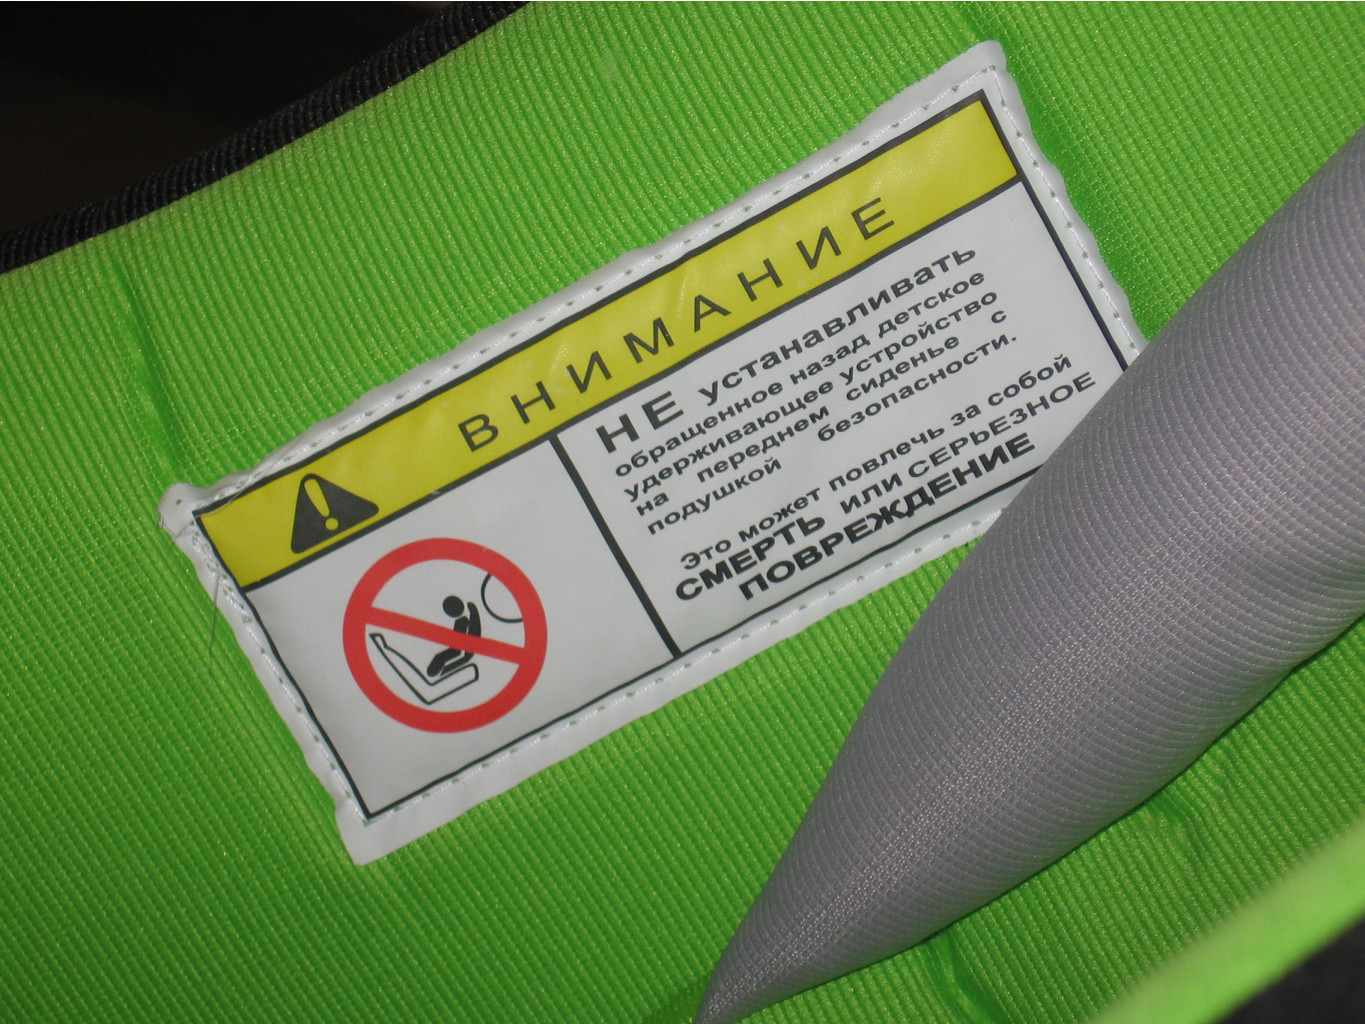 ВНИМАНИЕ
НЕ устанавливать
обращенное назад детское
удерживающее устройство
на переднем сиденье с
подушкой безопасности.
Это может повлечь за собой
СМЕРТЬ ИЛИ СЕРЬЕЗНОЕ
ПОВРЕЖДЕНИЕ